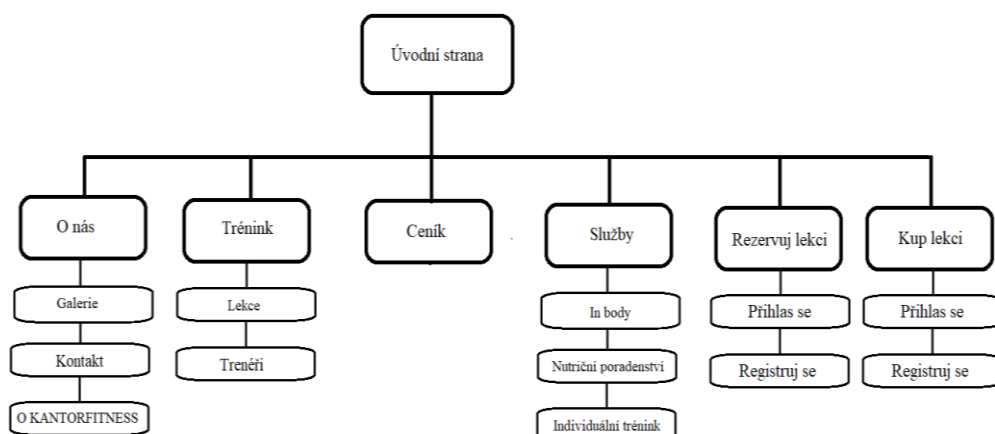 Úvodní strana
O nás
Trénink
Ceník
Služby
Rezervuj lekci
Kup lekci
Galerie
Lekce
In body
Přihlas se
Přihlas se
Kontakt
Trenéři
Nutriční poradenství
Registruj se
Registruj se
O KANTORFITNESS
Individuální trénink